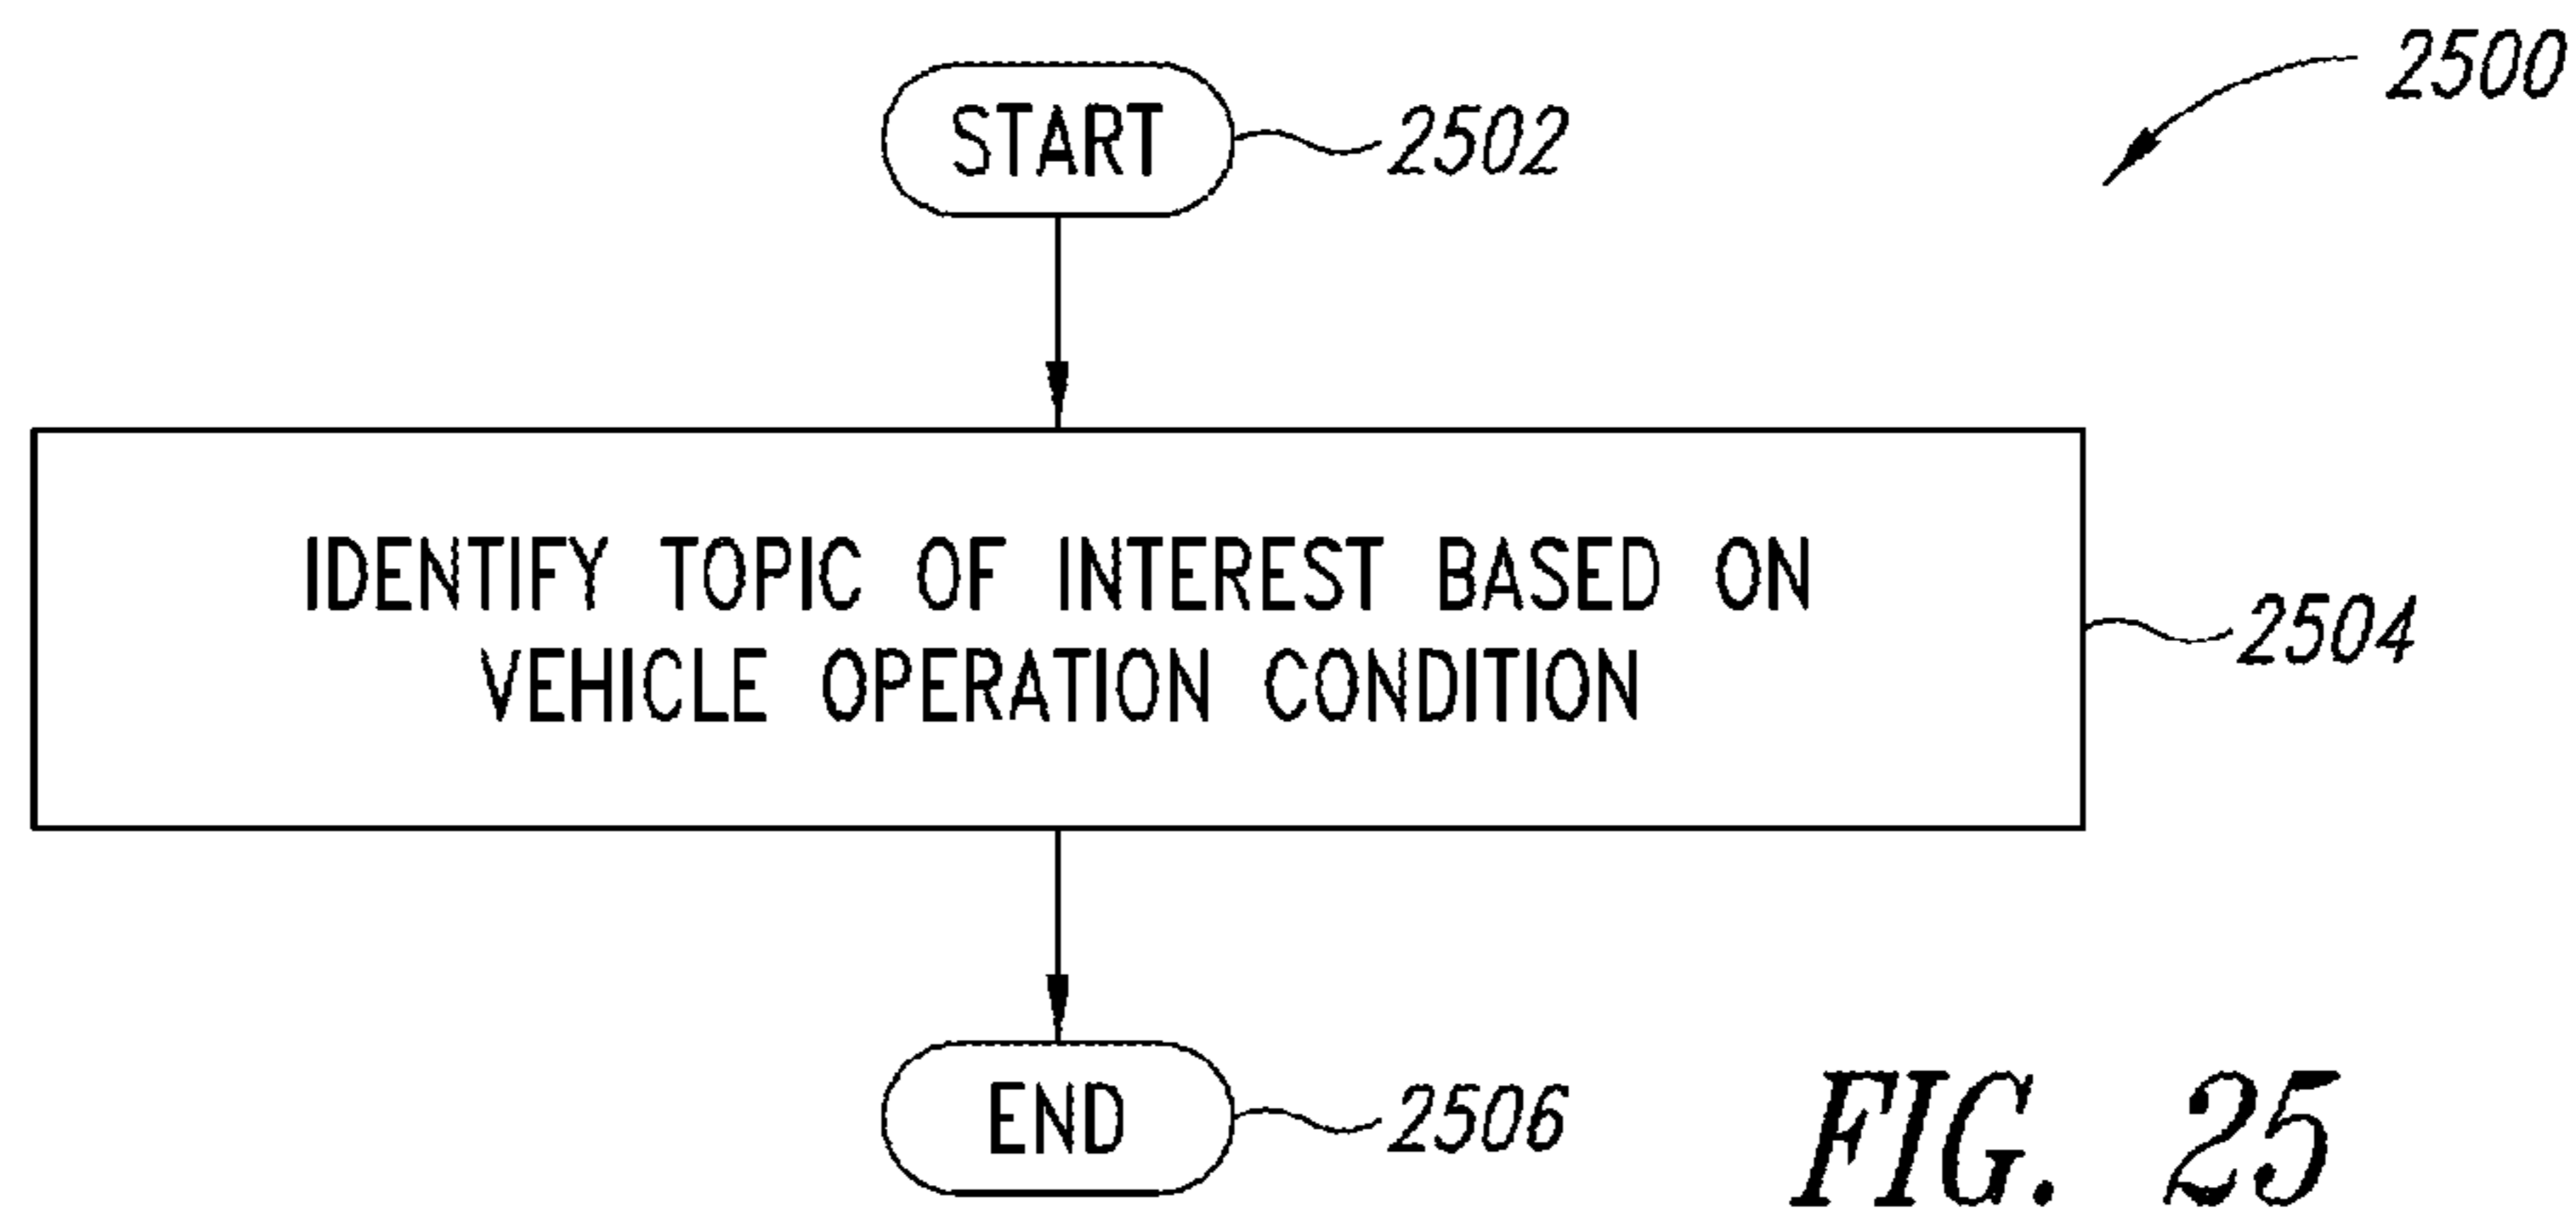 2500
START
2502
IDENTIFY TOPIC OF INTEREST BASED ON
VEHICLE OPERATION CONDITION
2504
END
2506
FIG. 25